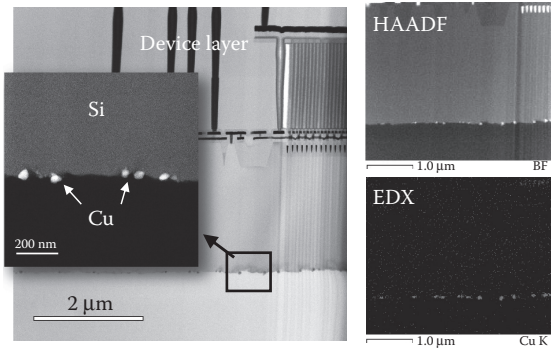 Device layer
Si
Cu
200 nm
2 µm
HAADF
1.0 µm
BF
EDX
1.0 µm
Cu K